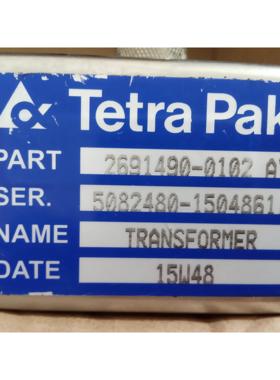 Tetra Pak
PART 2691490-0102
SER. 5082480-1504861
NAME TRANSFORMER
DATE 15W48